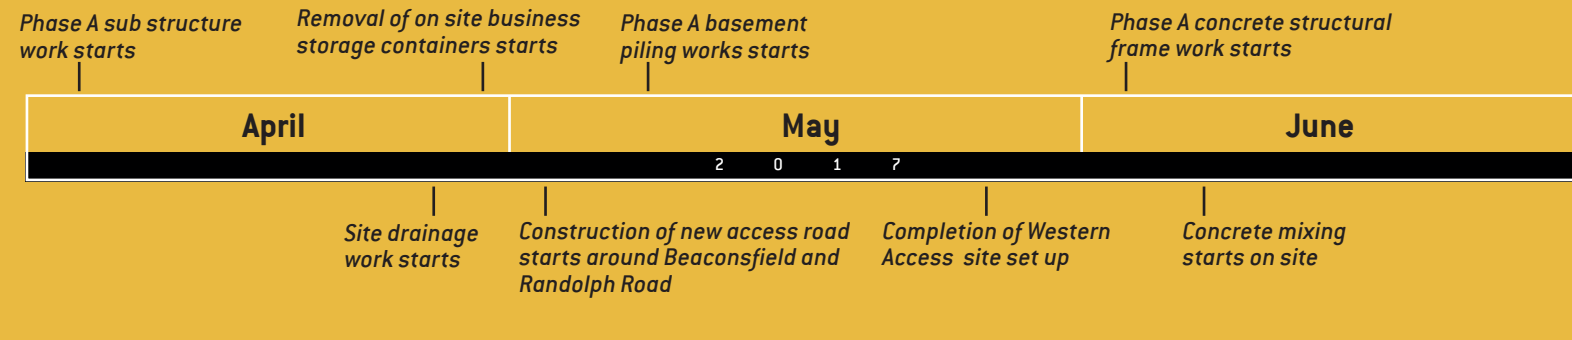 Phase A sub structure
work starts
Removal of on site business
storage containers starts
Phase A basement
piling works starts
Phase A concrete structural
frame work starts
April
May
June
2 0 1 7
Site drainage
work starts
Construction of new access road
starts around Beaconsfield and
Randolph Road
Completion of Western
Access site set up
Concrete mixing
starts on site